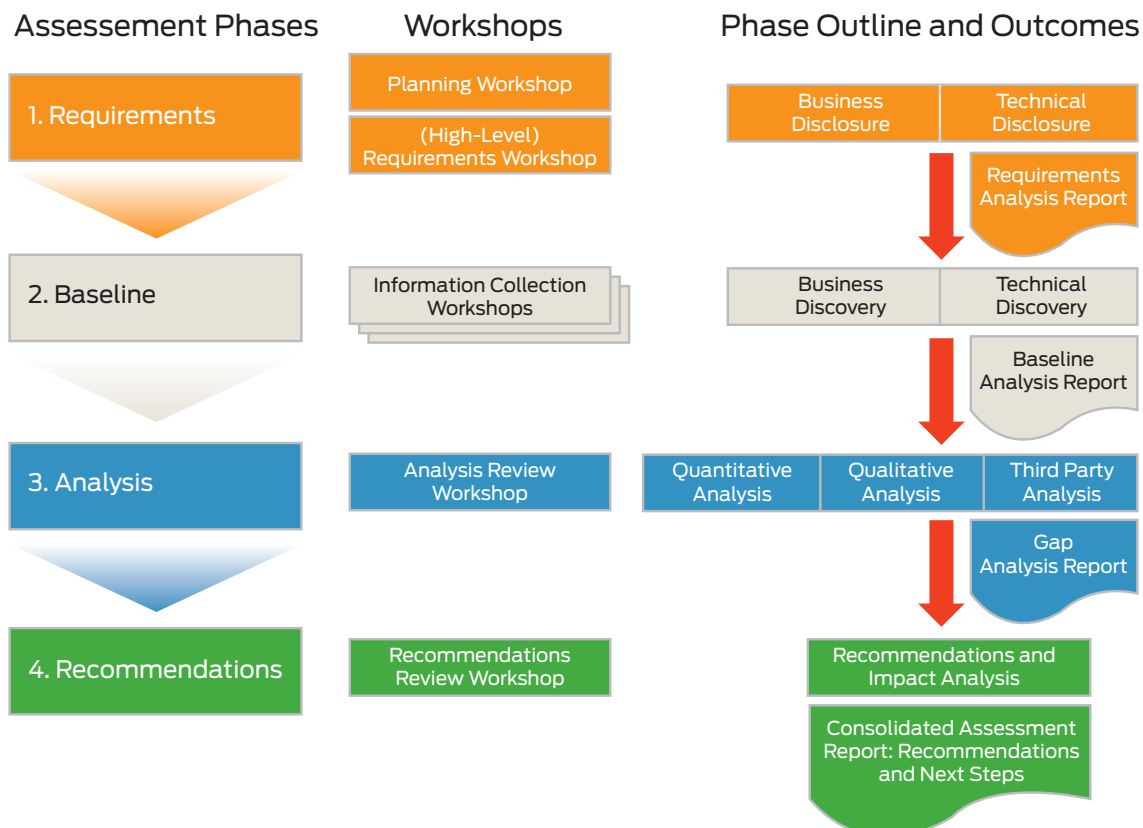 Assessement Phases
Workshops
Phase Outline and Outcomes
1. Requirements
Planning Workshop
(High-Level)
Requirements Workshop
Business
Disclosure
Technical
Disclosure
Requirements
Analysis Report
2. Baseline
Information Collection
Workshops
Business
Discovery
Technical
Discovery
Baseline
Analysis Report
3. Analysis
Analysis Review
Workshop
Quantitative
Analysis
Qualitative
Analysis
Third Party
Analysis
Gap
Analysis Report
4. Recommendations
Recommendations
Review Workshop
Recommendations and
Impact Analysis
Consolidated Assessment
Report: Recommendations
and Next Steps